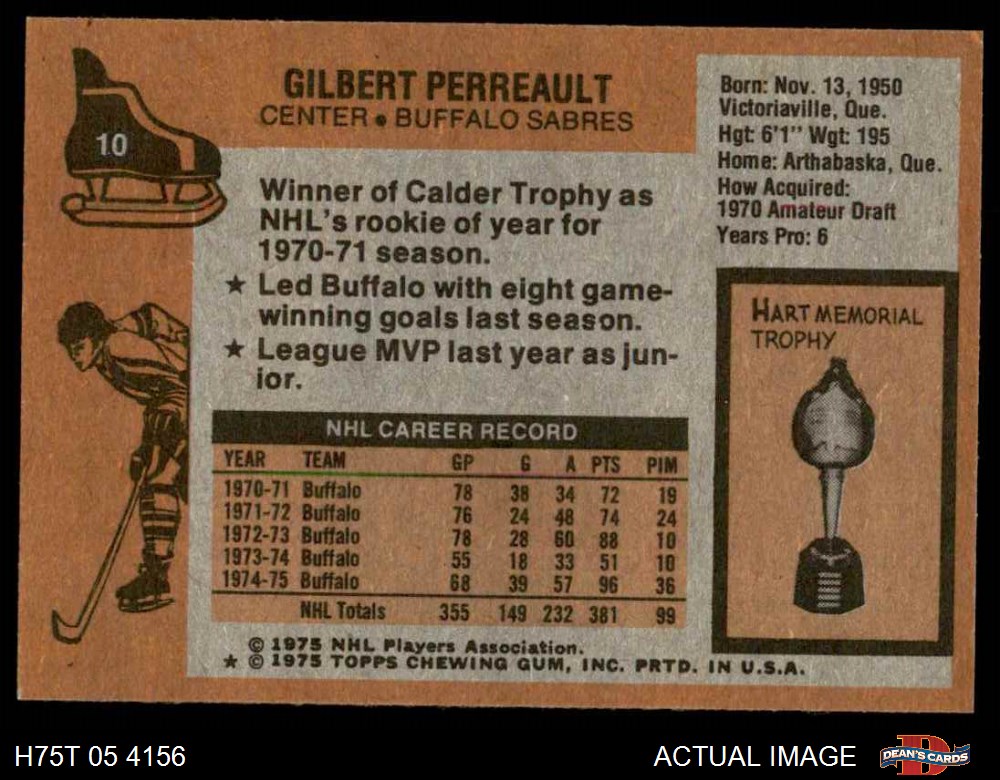 10
GILBERT PERREAULT
CENTER • BUFFALO SABRES
Winner of Calder Trophy as
NHL's rookie of year for
1970-71 season.
★ Led Buffalo with eight game-
winning goals last season.
★ League MVP last year as jun-
ior.
NHL CAREER RECORD
YEAR TEAM GP G A PTS PIM
1970-71 Buffalo 78 38 34 72 19
1971-72 Buffalo 76 24 48 74 24
1972-73 Buffalo 78 28 60 88 10
1973-74 Buffalo 55 18 33 51 10
1974-75 Buffalo 68 39 57 96 36
NHL Totals 355 149 232 381 99
© 1975 NHL Players Association.
★ © 1975 TOPPS CHEWING GUM, INC. PRTD. IN U.S.A.
Born: Nov. 13, 1950
Victoriaville, Que.
Hgt: 6'1" Wgt: 195
Home: Arthabaska, Que.
How Acquired:
1970 Amateur Draft
Years Pro: 6
HART MEMORIAL
TROPHY
H75T 05 4156
ACTUAL IMAGE
DEAN'S CARDS